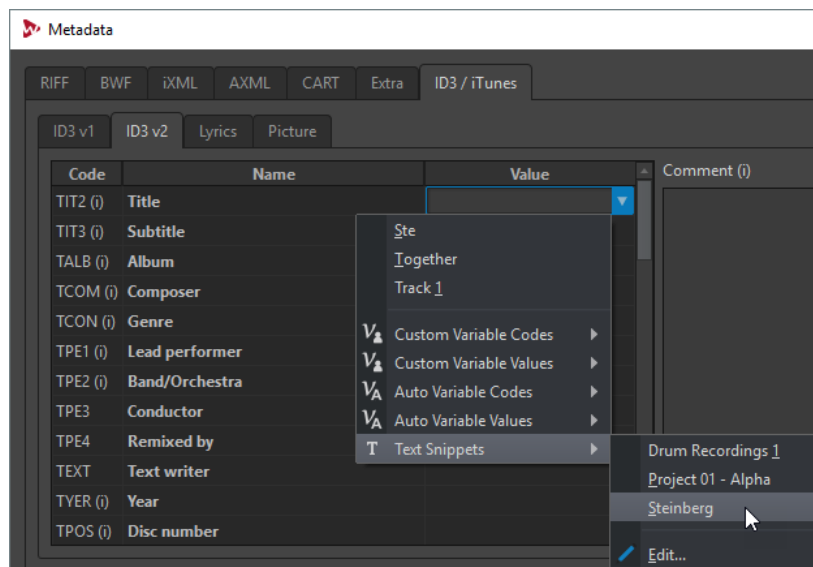 Metadata
RIFF BWF iXML AXML CART Extra ID3 / iTunes
ID3 v1 ID3 v2 Lyrics Picture
Code Name Value Comment (i)
TIT2 (i) Title
TIT3 (i) Subtitle Ste
TALB (i) Album Together
TCOM (i) Composer Track 1
TCON (i) Genre Custom Variable Codes
TPE1 (i) Lead performer Custom Variable Values
TPE2 (i) Band/Orchestra Auto Variable Codes
TPE3 Conductor Auto Variable Values
TPE4 Remixed by T Text Snippets Drum Recordings 1
TEXT Text writer Project 01 - Alpha
TYER (i) Year Steinberg
TPOS (i) Disc number
Edit...